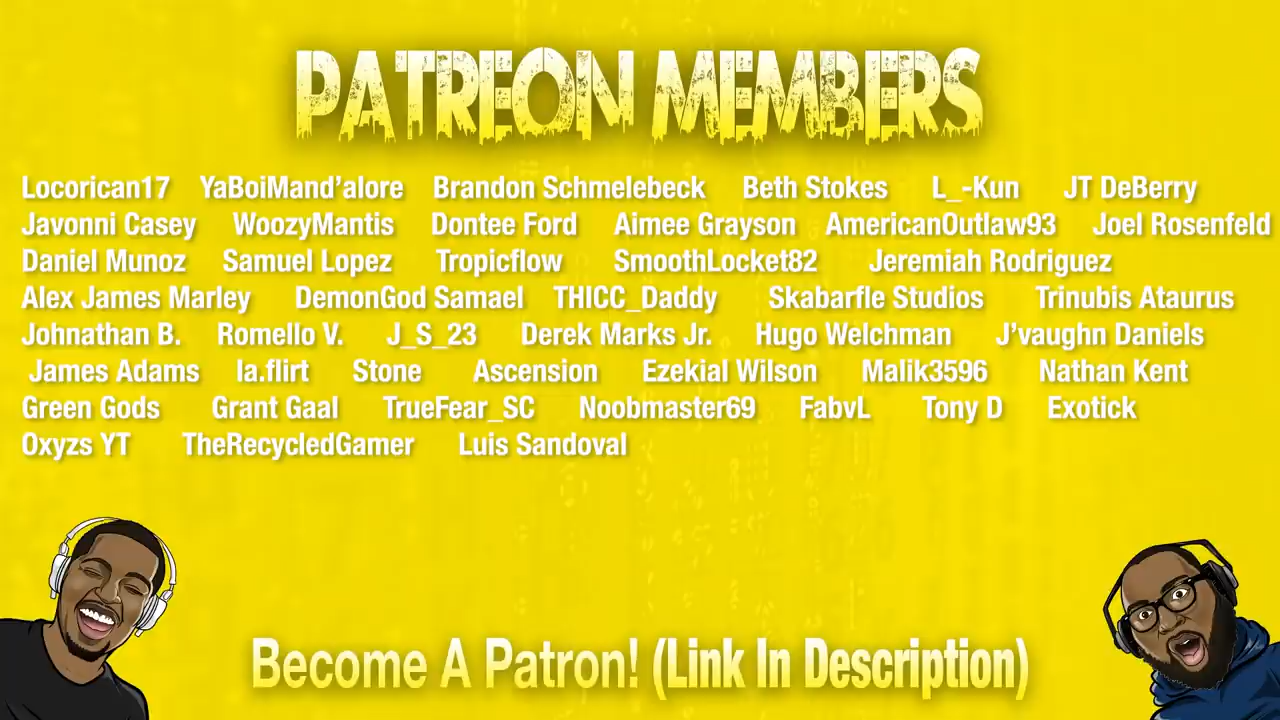 PATREON MEMBERS
Locorican17 YaBoiMand’alore Brandon Schmelebeck Beth Stokes L_-Kun JT DeBerry
Javonni Casey WoozyMantis Dontee Ford Aimee Grayson AmericanOutlaw93 Joel Rosenfeld
Daniel Munoz Samuel Lopez Tropicflow SmoothLocket82 Jeremiah Rodriguez
Alex James Marley DemonGod Samael THICC_Daddy Skabarfle Studios Trinubis Ataurus
Johnathan B. Romello V. J_S_23 Derek Marks Jr. Hugo Welchman J’vaughn Daniels
James Adams la.flirt Stone Ascension Ezekial Wilson Malik3596 Nathan Kent
Green Gods Grant Gaal TrueFear_SC Noobmaster69 FabvL Tony D Exotick
Oxyzs YT TheRecycledGamer Luis Sandoval
Become A Patron! (Link In Description)